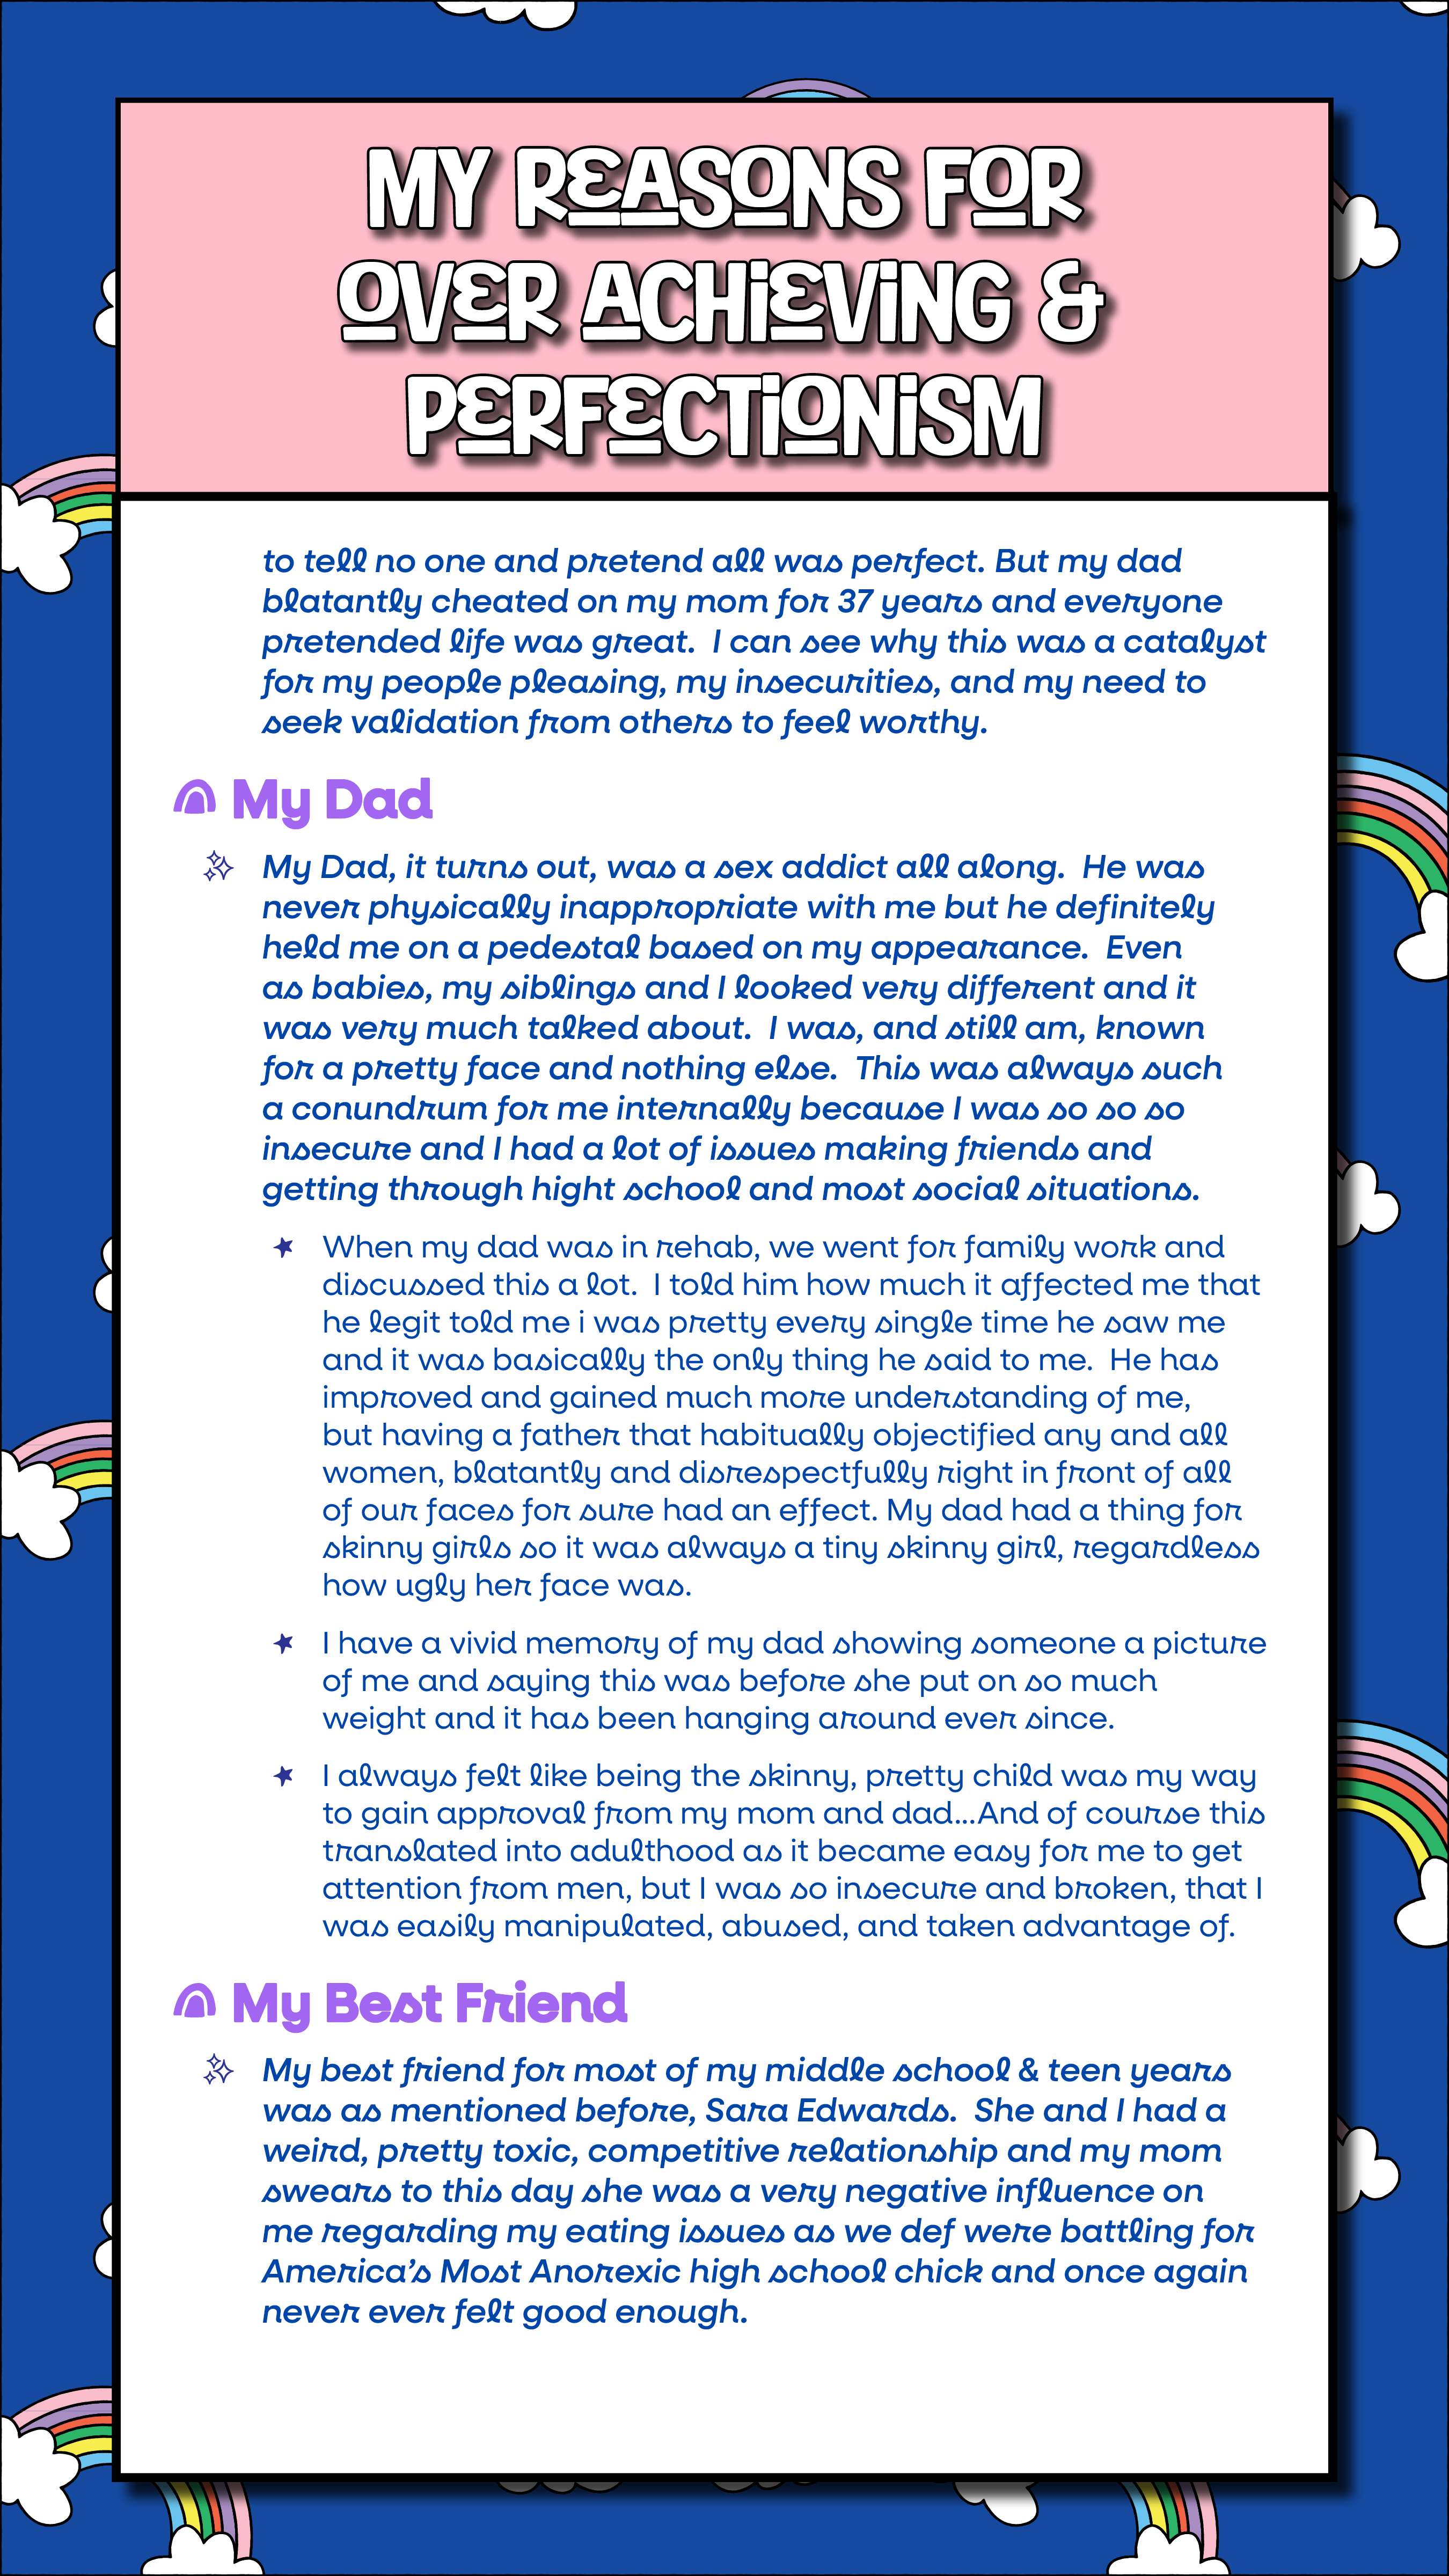 MY REASONS FOR
OVER ACHiEViNG &
PERFECTiONiSM
to tell no one and pretend all was perfect. But my dad
blatantly cheated on my mom for 37 years and everyone
pretended life was great.  I can see why this was a catalyst
for my people pleasing, my insecurities, and my need to
seek validation from others to feel worthy.
My Dad
My Dad, it turns out, was a sex addict all along.  He was
never physically inappropriate with me but he definitely
held me on a pedestal based on my appearance.  Even
as babies, my siblings and I looked very different and it
was very much talked about.  I was, and still am, known
for a pretty face and nothing else.  This was always such
a conundrum for me internally because I was so so so
insecure and I had a lot of issues making friends and
getting through hight school and most social situations.
When my dad was in rehab, we went for family work and
discussed this a lot.  I told him how much it affected me that
he legit told me i was pretty every single time he saw me
and it was basically the only thing he said to me.  He has
improved and gained much more understanding of me,
but having a father that habitually objectified any and all
women, blatantly and disrespectfully right in front of all
of our faces for sure had an effect. My dad had a thing for
skinny girls so it was always a tiny skinny girl, regardless
how ugly her face was.
I have a vivid memory of my dad showing someone a picture
of me and saying this was before she put on so much
weight and it has been hanging around ever since.
I always felt like being the skinny, pretty child was my way
to gain approval from my mom and dad...And of course this
translated into adulthood as it became easy for me to get
attention from men, but I was so insecure and broken, that I
was easily manipulated, abused, and taken advantage of.
My Best Friend
My best friend for most of my middle school & teen years
was as mentioned before, Sara Edwards.  She and I had a
weird, pretty toxic, competitive relationship and my mom
swears to this day she was a very negative influence on
me regarding my eating issues as we def were battling for
America's Most Anorexic high school chick and once again
never ever felt good enough.